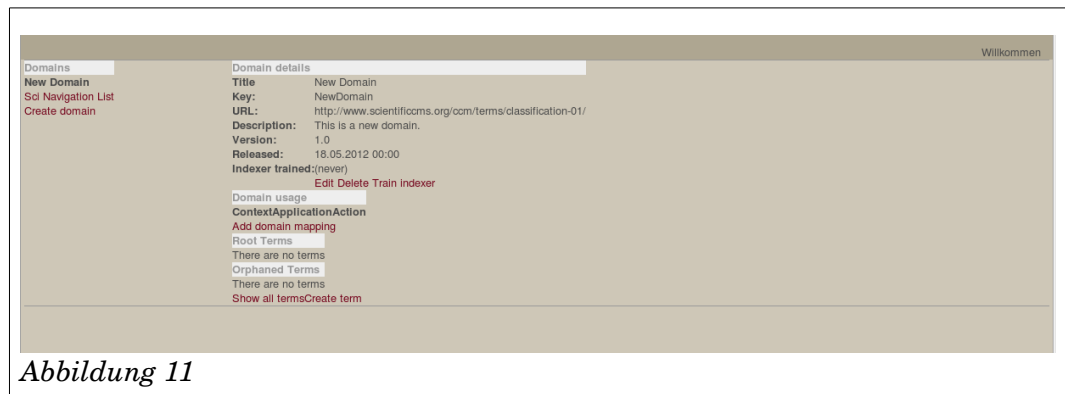 Willkommen
Domains
New Domain
Sci Navigation List
Create domain
Domain details
Title New Domain
Key: NewDomain
URL: http://www.scientificcms.org/ccm/terms/classification-01/
Description: This is a new domain.
Version: 1.0
Released: 18.05.2012 00:00
Indexer trained:(never)
Edit Delete Train indexer
Domain usage
ContextApplicationAction
Add domain mapping
Root Terms
There are no terms
Orphaned Terms
There are no terms
Show all termsCreate term
Abbildung 11